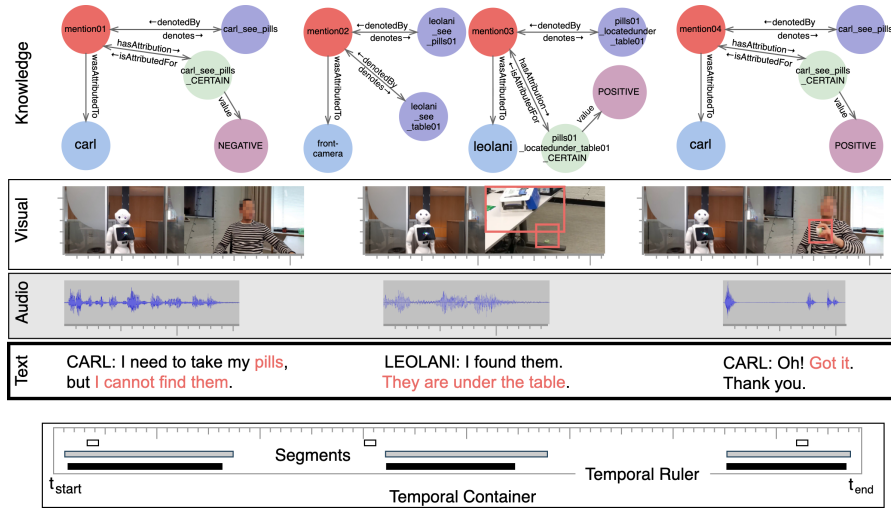 Knowledge
mention01
←denotedBy
denotes→
carl_see_pills
hasAttribution→
←isAttributedFor
wasAttributedTo
carl_see_pills
_CERTAIN
value
carl
NEGATIVE
mention02
←denotedBy
denotes→
leolani
_see
_pills01
←denotedBy
denotes→
wasAttributedTo
leolani
_see
_table01
front-
camera
mention03
←denotedBy
denotes→
pills01
_locatedunder
_table01
hasAttribution→
←isAttributedFor
wasAttributedTo
POSITIVE
value
leolani
pills01
_locatedunder_table01
_CERTAIN
mention04
←denotedBy
denotes→
carl_see_pills
hasAttribution→
←isAttributedFor
wasAttributedTo
carl_see_pills
_CERTAIN
value
carl
POSITIVE
Visual
Audio
Text
CARL: I need to take my pills,
but I cannot find them.
LEOLANI: I found them.
They are under the table.
CARL: Oh! Got it.
Thank you.
Segments
Temporal Ruler
tstart
tend
Temporal Container